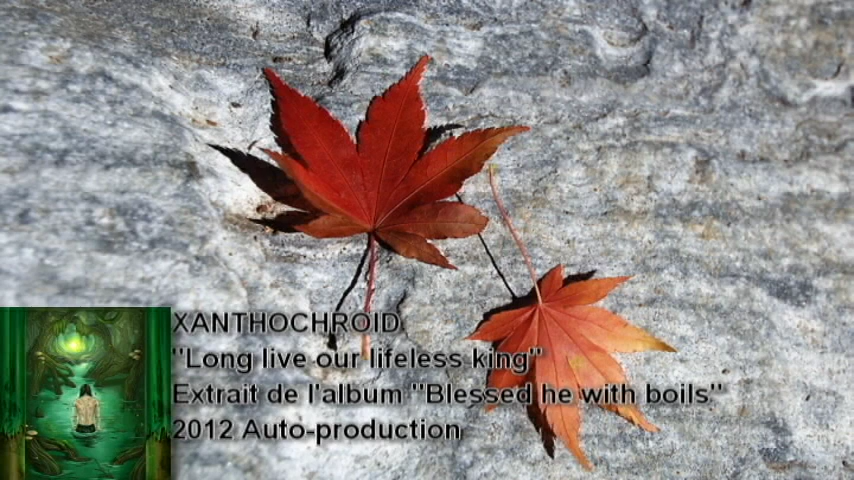 XANTHOCHROID
"Long live our lifeless king"
Extrait de l'album "Blessed he with boils"
2012 Auto-production